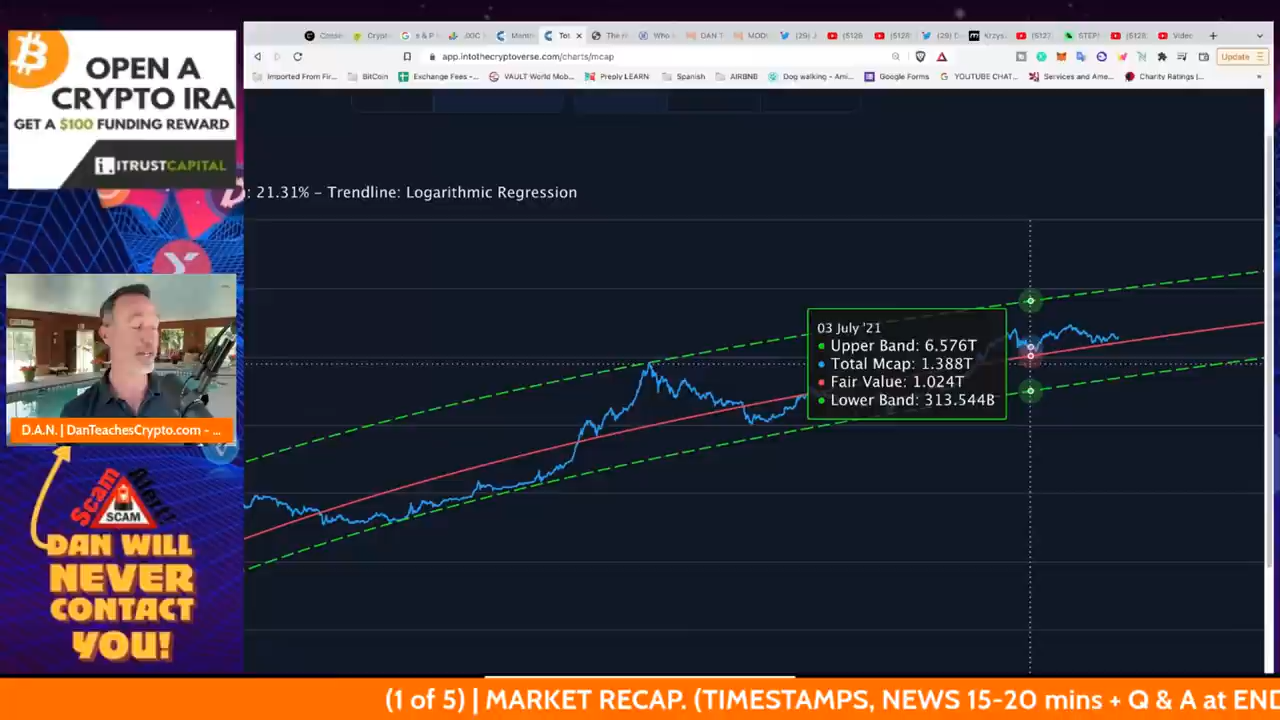 OPEN A
CRYPTO IRA
GET A $100 FUNDING REWARD
ITRUSTCAPITAL
app.intothecryptoverse.com/charts/mcap
Update
Imported From Fir...
BitCoin
Exchange Fees -...
VAULT World Mob...
Preply LEARN
Spanish
AIRBNB
Dog walking - Ami...
Google Forms
YOUTUBE CHAT...
Services and Ame...
Charity Ratings |...
: 21.31% – Trendline: Logarithmic Regression
03 July '21
Upper Band: 6.576T
Total Mcap: 1.388T
Fair Value: 1.024T
Lower Band: 313.544B
D.A.N. | DanTeachesCrypto.com - ...
Scam Alert
SCAM
DAN WILL
NEVER
CONTACT
YOU!
(1 of 5) | MARKET RECAP. (TIMESTAMPS, NEWS 15-20 mins + Q & A at END